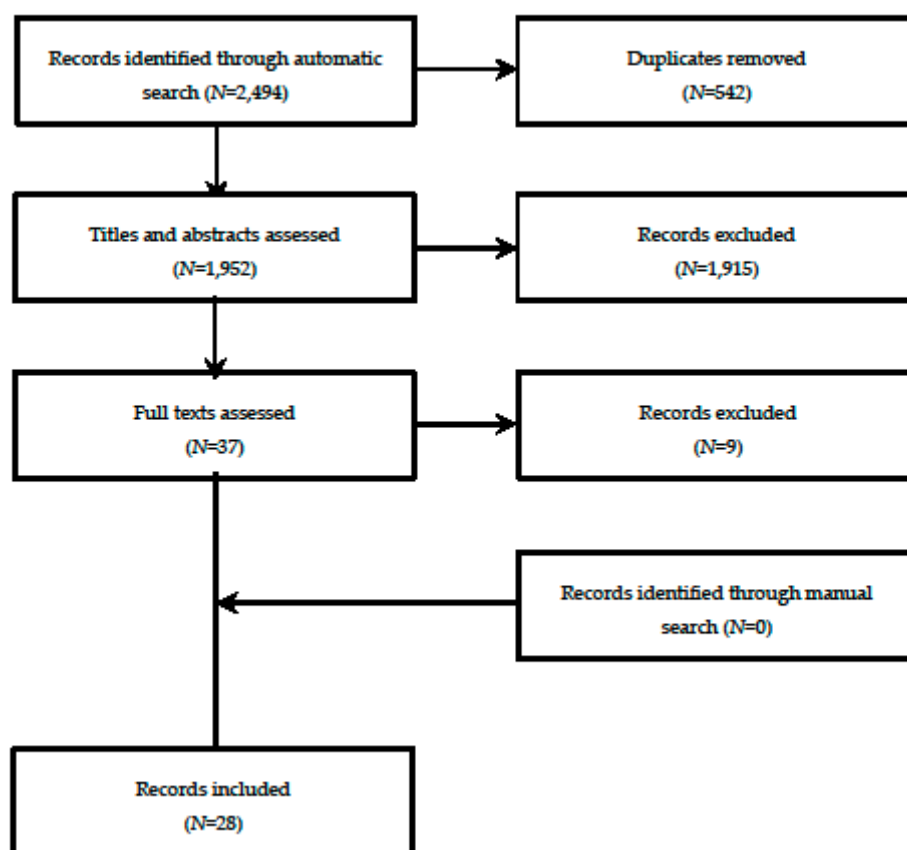 Records identified through automatic
search (N=2,494)
Duplicates removed
(N=542)
Titles and abstracts assessed
(N=1,952)
Records excluded
(N=1,915)
Full texts assessed
(N=37)
Records excluded
(N=9)
Records identified through manual
search (N=0)
Records included
(N=28)